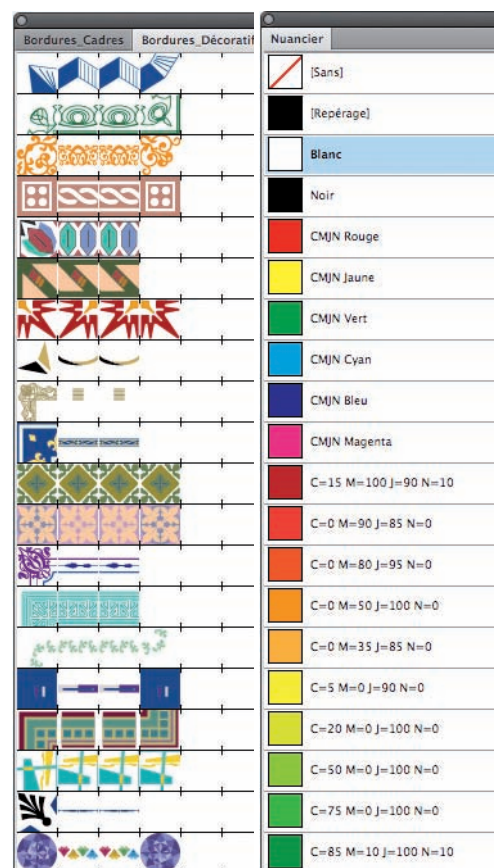 Bordures_Cadres
Bordures_Décoratif
Nuancier
[Sans]
[Repérage]
Blanc
Noir
CMJN Rouge
CMJN Jaune
CMJN Vert
CMJN Cyan
CMJN Bleu
CMJN Magenta
C=15 M=100 J=90 N=10
C=0 M=90 J=85 N=0
C=0 M=80 J=95 N=0
C=0 M=50 J=100 N=0
C=0 M=35 J=85 N=0
C=5 M=0 J=90 N=0
C=20 M=0 J=100 N=0
C=50 M=0 J=100 N=0
C=75 M=0 J=100 N=0
C=85 M=10 J=100 N=10